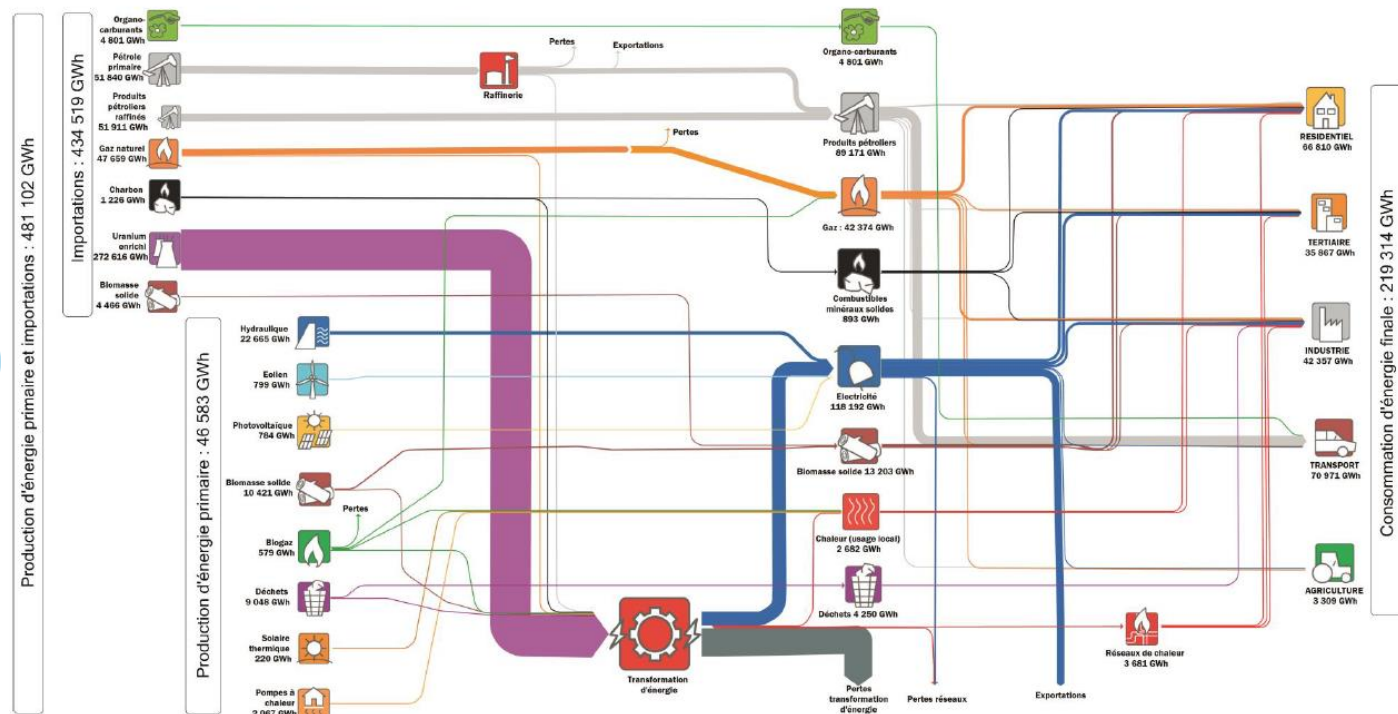 Production d'énergie primaire et importations : 481 102 GWh
Importations : 434 519 GWh
Organo-
carburants
4 801 GWh
Pétrole
primaire
51 840 GWh
Produits
pétroliers
raffinés
51 911 GWh
Gaz naturel
47 659 GWh
Charbon
1 226 GWh
Uranium
enrichi
272 616 GWh
Biomasse
solide
4 466 GWh
Production d'énergie primaire : 46 583 GWh
Hydraulique
22 665 GWh
Eolien
799 GWh
Photovoltaïque
784 GWh
Biomasse solide
10 421 GWh
Biogaz
579 GWh
Déchets
9 048 GWh
Solaire
thermique
220 GWh
Pompes à
chaleur
2 067 GWh
Raffinerie
Pertes
Exportations
Pertes
Pertes
Transformation
d'énergie
Organo-carburants
4 801 GWh
Produits pétroliers
89 171 GWh
Gaz : 42 374 GWh
Combustibles
minéraux solides
893 GWh
Electricité
118 192 GWh
Biomasse solide 13 203 GWh
Chaleur (usage local)
2 682 GWh
Déchets 4 250 GWh
Pertes
transformation
d'énergie
Pertes réseaux
Exportations
Réseaux de chaleur
3 681 GWh
RESIDENTIEL
66 810 GWh
TERTIAIRE
35 867 GWh
INDUSTRIE
42 357 GWh
TRANSPORT
70 971 GWh
AGRICULTURE
3 309 GWh
Consommation d'énergie finale : 219 314 GWh